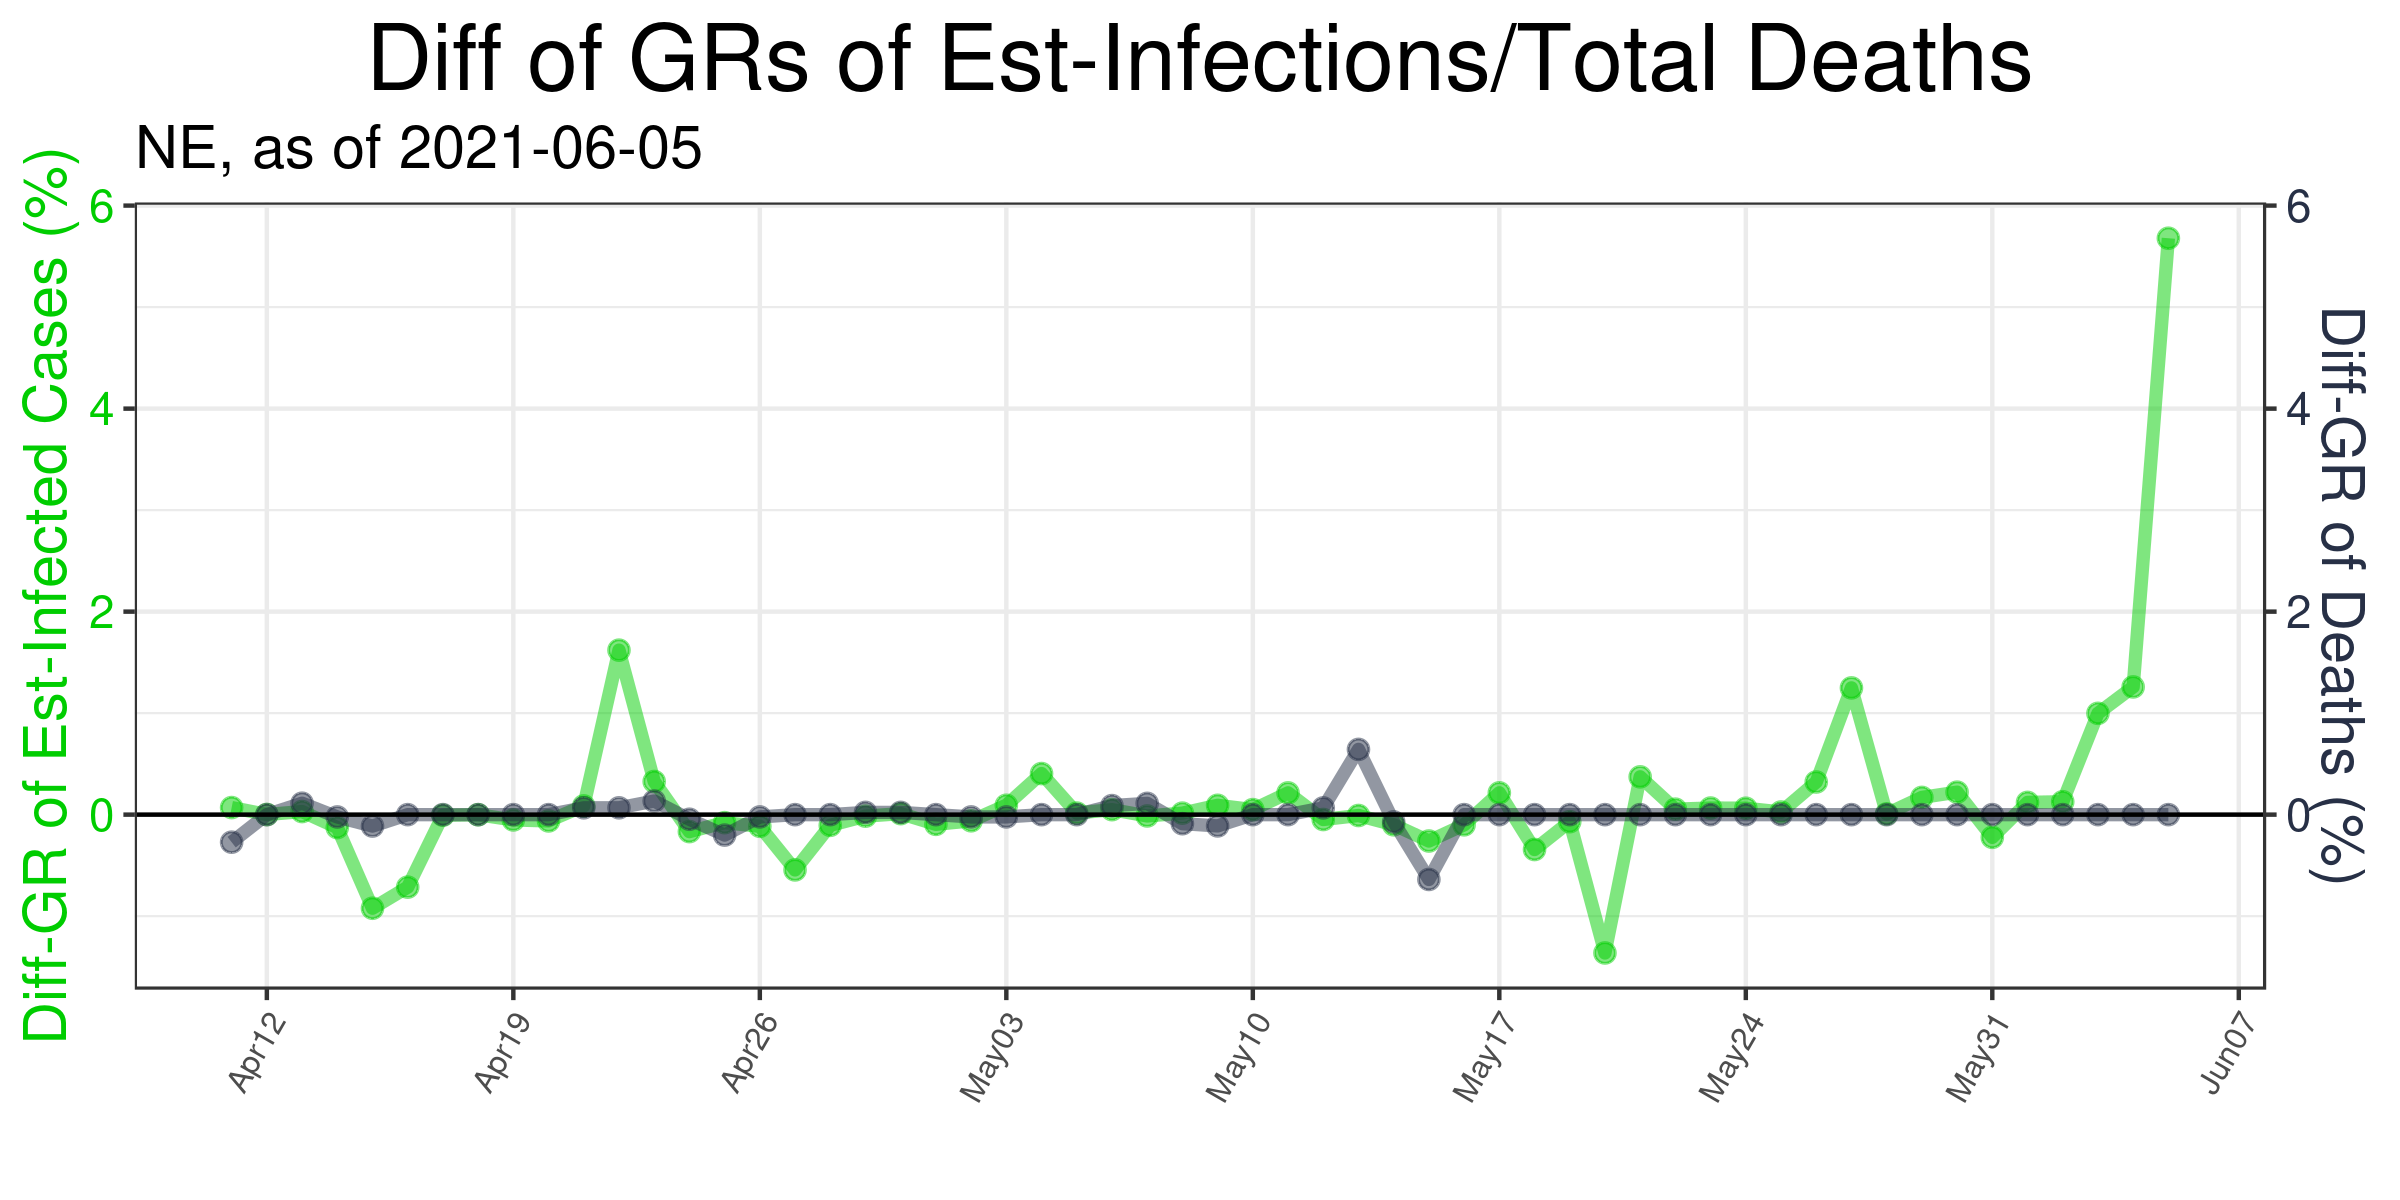 Diff of GRs of Est-Infections/Total Deaths
NE, as of 2021-06-05
Diff-GR of Est-Infected Cases (%)
6
4
2
0
6
4
2
0
Diff-GR of Deaths (%)
Apr12
Apr19
Apr26
May03
May10
May17
May24
May31
Jun07